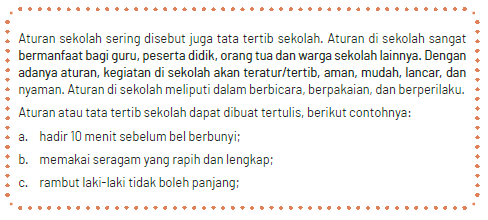 Aturan sekolah sering disebut juga tata tertib sekolah. Aturan di sekolah sangat
bermanfaat bagi guru, peserta didik, orang tua dan warga sekolah lainnya. Dengan
adanya aturan, kegiatan di sekolah akan teratur/tertib, aman, mudah, lancar, dan
nyaman. Aturan di sekolah meliputi dalam berbicara, berpakaian, dan berperilaku.
Aturan atau tata tertib sekolah dapat dibuat tertulis, berikut contohnya:
a. hadir 10 menit sebelum bel berbunyi;
b. memakai seragam yang rapih dan lengkap;
c. rambut laki-laki tidak boleh panjang;